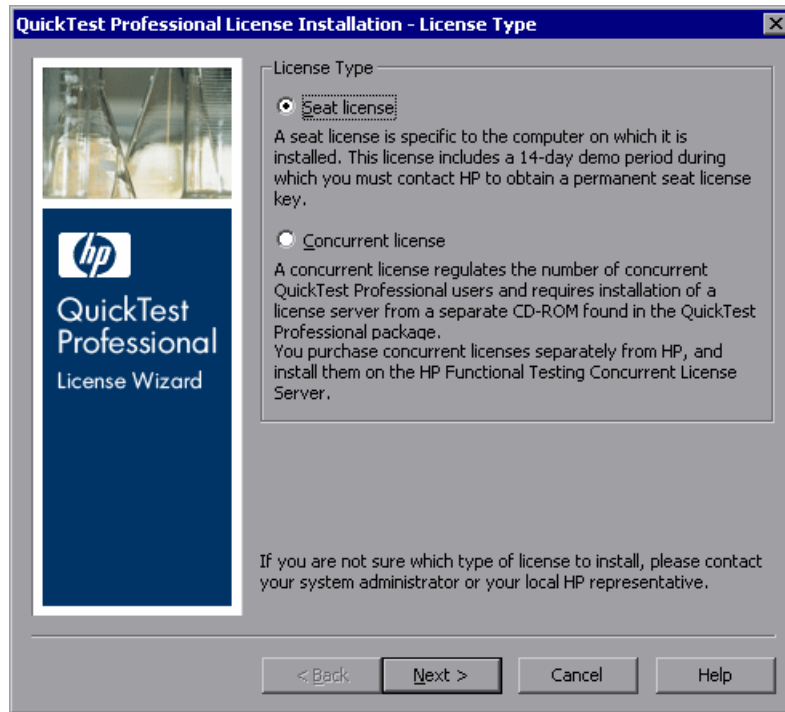 QuickTest Professional License Installation - License Type
hp
QuickTest
Professional
License Wizard
License Type
Seat license
A seat license is specific to the computer on which it is
installed. This license includes a 14-day demo period during
which you must contact HP to obtain a permanent seat license
key.
Concurrent license
A concurrent license regulates the number of concurrent
QuickTest Professional users and requires installation of a
license server from a separate CD-ROM found in the QuickTest
Professional package.
You purchase concurrent licenses separately from HP, and
install them on the HP Functional Testing Concurrent License
Server.
If you are not sure which type of license to install, please contact
your system administrator or your local HP representative.
< Back Next > Cancel Help